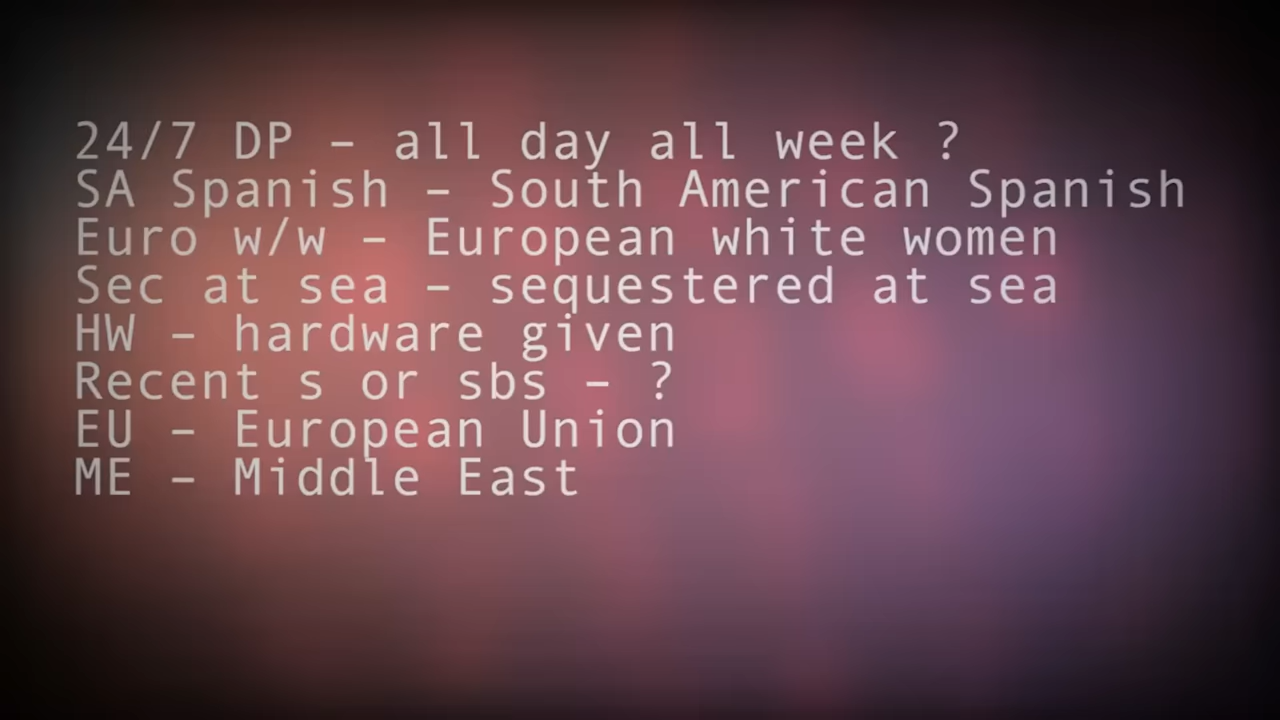 24/7 DP – all day all week ?
SA Spanish – South American Spanish
Euro w/w – European white women
Sec at sea – sequestered at sea
HW – hardware given
Recent s or sbs – ?
EU – European Union
ME – Middle East